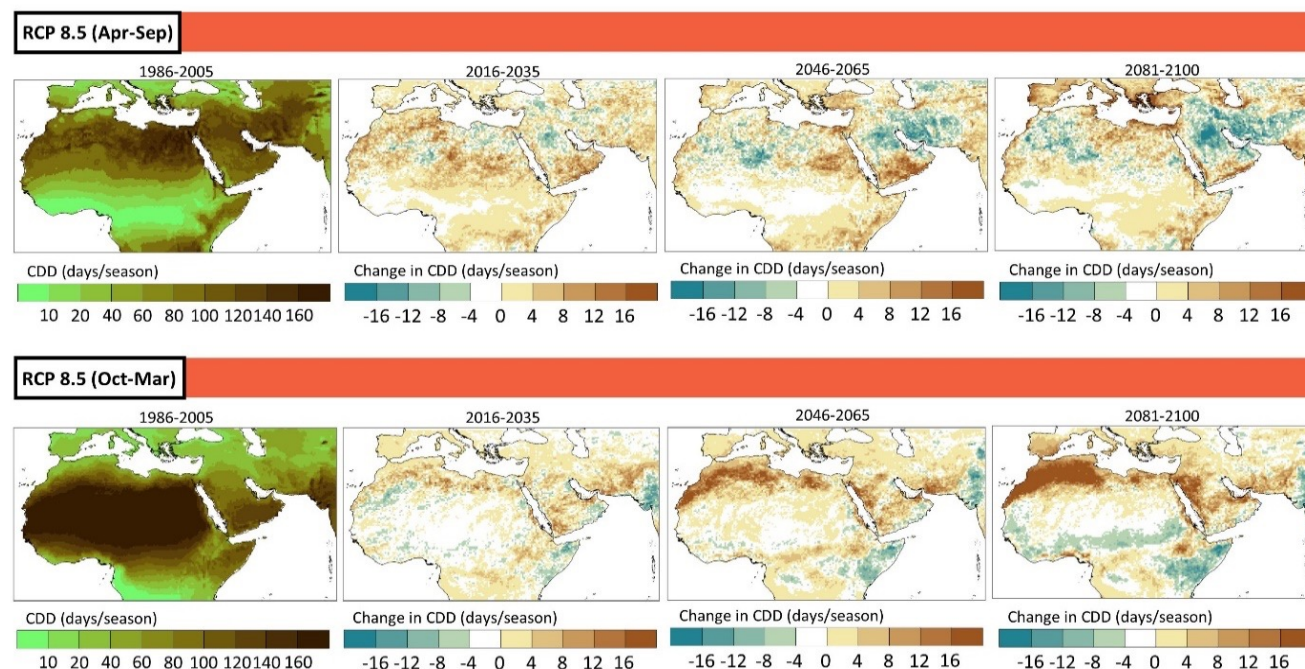 RCP 8.5 (Apr-Sep)
1986-2005
2016-2035
2046-2065
2081-2100
CDD (days/season)
Change in CDD (days/season)
Change in CDD (days/season)
Change in CDD (days/season)
10 20 40 60 80 100 120 140 160
-16 -12 -8 -4 0 4 8 12 16
-16 -12 -8 -4 0 4 8 12 16
-16 -12 -8 -4 0 4 8 12 16
RCP 8.5 (Oct-Mar)
1986-2005
2016-2035
2046-2065
2081-2100
CDD (days/season)
Change in CDD (days/season)
Change in CDD (days/season)
Change in CDD (days/season)
10 20 40 60 80 100 120 140 160
-16 -12 -8 -4 0 4 8 12 16
-16 -12 -8 -4 0 4 8 12 16
-16 -12 -8 -4 0 4 8 12 16